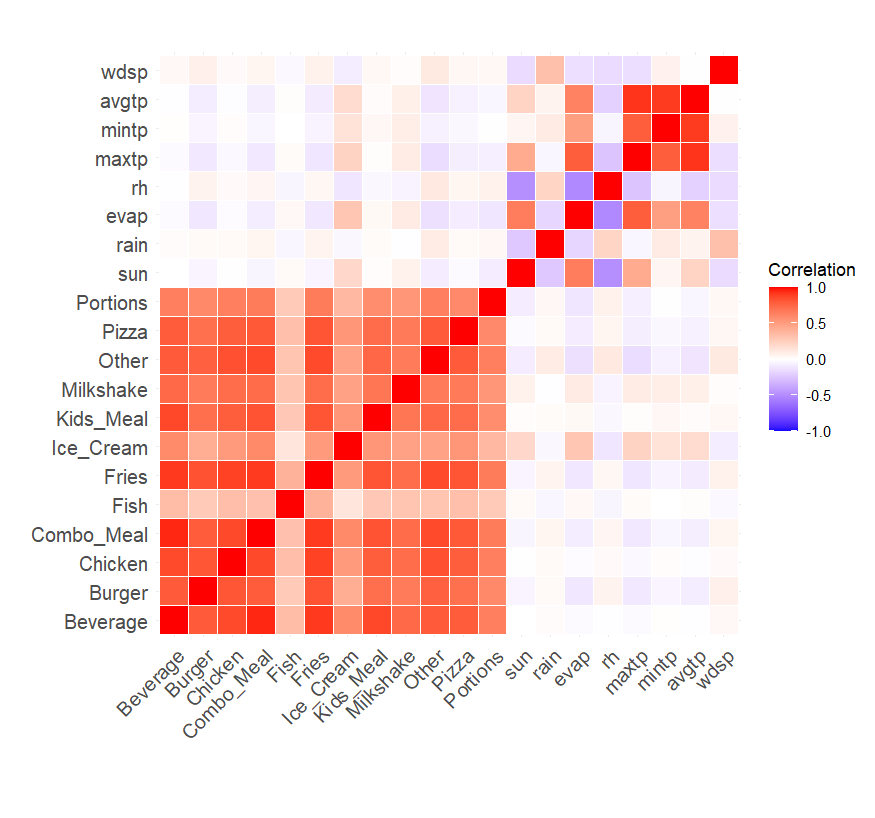 wdsp
avgtp
mintp
maxtp
rh
evap
rain
sun
Portions
Pizza
Other
Milkshake
Kids_Meal
Ice_Cream
Fries
Fish
Combo_Meal
Chicken
Burger
Beverage
Correlation
1.0
0.5
0.0
-0.5
-1.0
Beverage
Burger
Chicken
Combo_Meal
Fish
Fries
Ice_Cream
Kids_Meal
Milkshake
Other
Pizza
Portions
sun
rain
evap
rh
maxtp
mintp
avgtp
wdsp